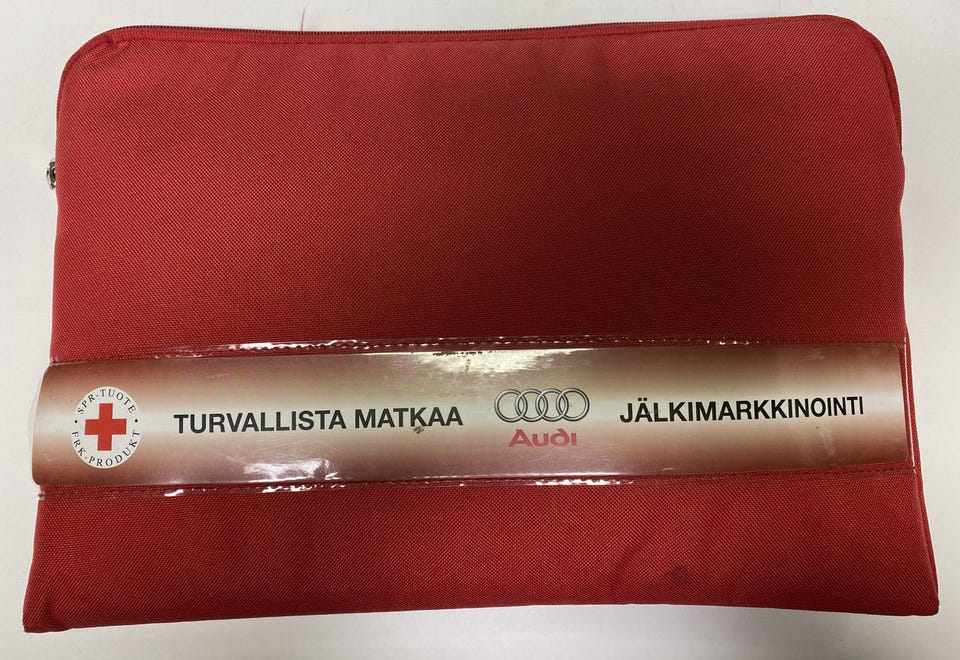 SPR-TUOTE
FRK-PRODUKT
TURVALLISTA MATKAA
Audi
JÄLKIMARKKINOINTI